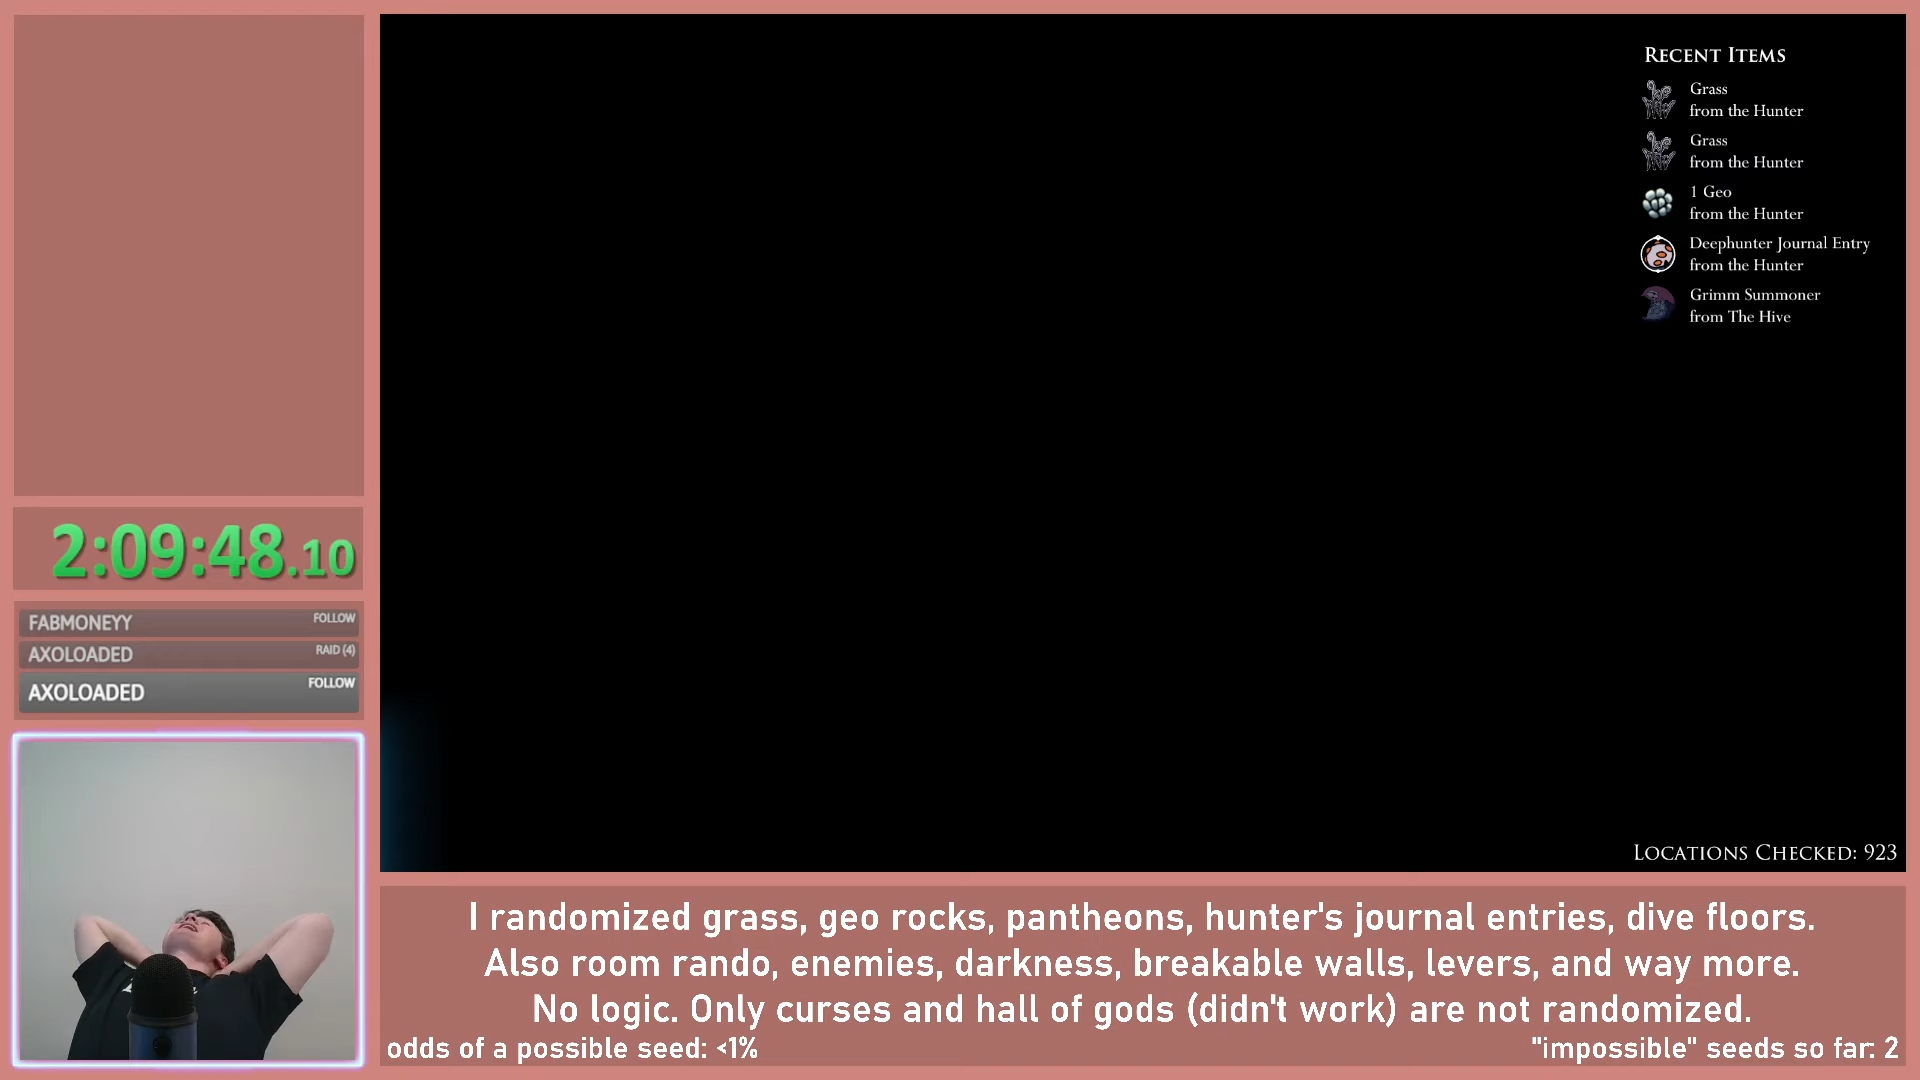 RECENT ITEMS
Grass
from the Hunter
Grass
from the Hunter
1 Geo
from the Hunter
Deephunter Journal Entry
from the Hunter
Grimm Summoner
from The Hive
2:09:48.10
FABMONEYY FOLLOW
AXOLOADED RAID (4)
AXOLOADED FOLLOW
LOCATIONS CHECKED: 923
I randomized grass, geo rocks, pantheons, hunter's journal entries, dive floors.
Also room rando, enemies, darkness, breakable walls, levers, and way more.
No logic. Only curses and hall of gods (didn't work) are not randomized.
odds of a possible seed: <1%
"impossible" seeds so far: 2